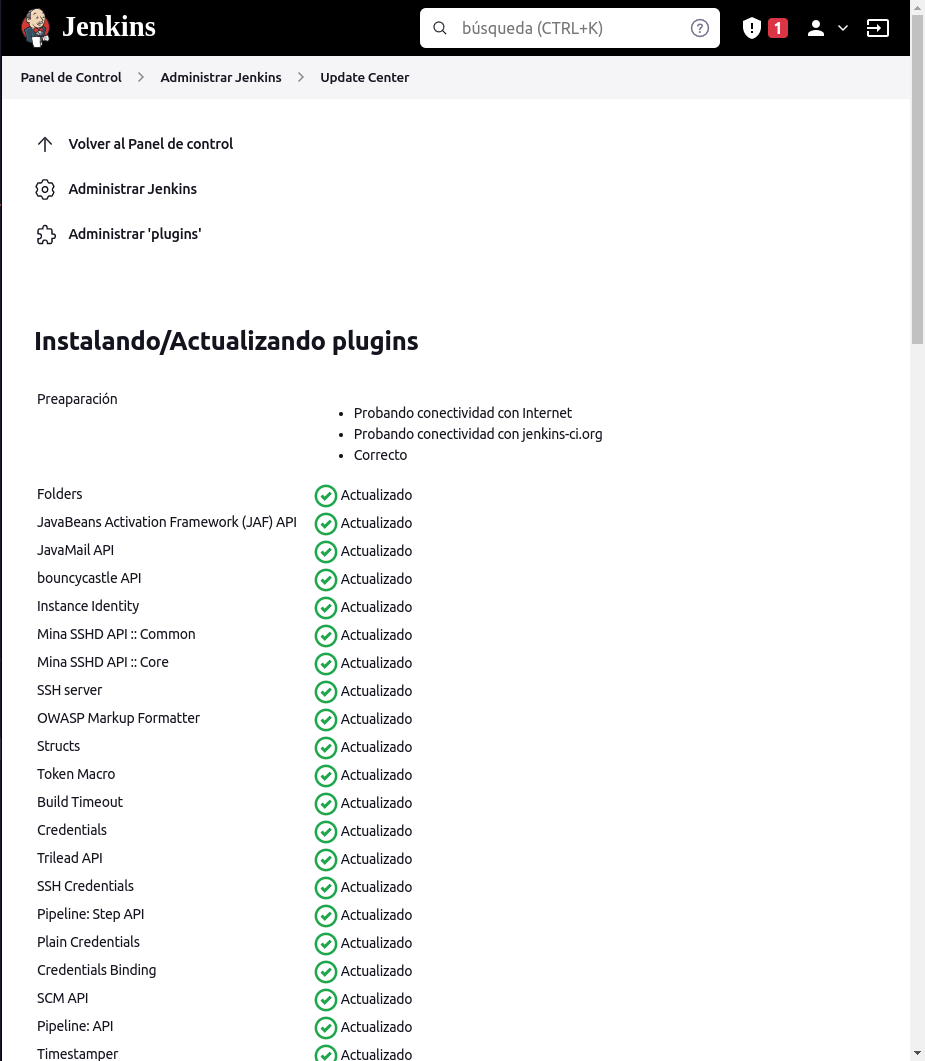 Jenkins
búsqueda (CTRL+K)
1
Panel de Control > Administrar Jenkins > Update Center
Volver al Panel de control
Administrar Jenkins
Administrar 'plugins'
Instalando/Actualizando plugins
Preaparación
• Probando conectividad con Internet
• Probando conectividad con jenkins-ci.org
• Correcto
Folders Actualizado
JavaBeans Activation Framework (JAF) API Actualizado
JavaMail API Actualizado
bouncycastle API Actualizado
Instance Identity Actualizado
Mina SSHD API :: Common Actualizado
Mina SSHD API :: Core Actualizado
SSH server Actualizado
OWASP Markup Formatter Actualizado
Structs Actualizado
Token Macro Actualizado
Build Timeout Actualizado
Credentials Actualizado
Trilead API Actualizado
SSH Credentials Actualizado
Pipeline: Step API Actualizado
Plain Credentials Actualizado
Credentials Binding Actualizado
SCM API Actualizado
Pipeline: API Actualizado
Timestamper Actualizado